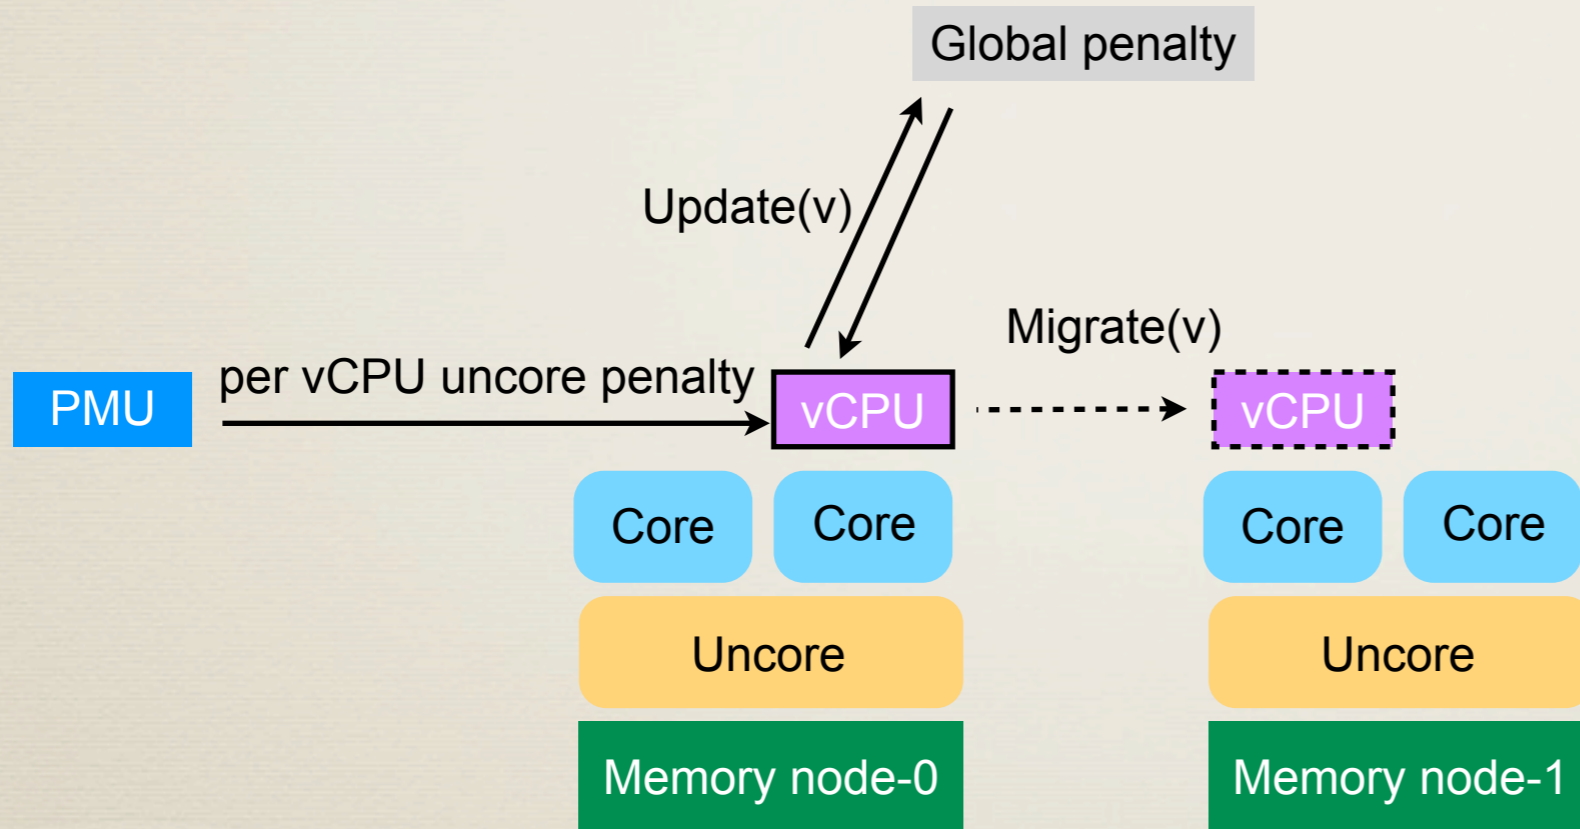 Global penalty
Update(v)
Migrate(v)
PMU
per vCPU uncore penalty
vCPU
vCPU
Core
Core
Core
Core
Uncore
Uncore
Memory node-0
Memory node-1